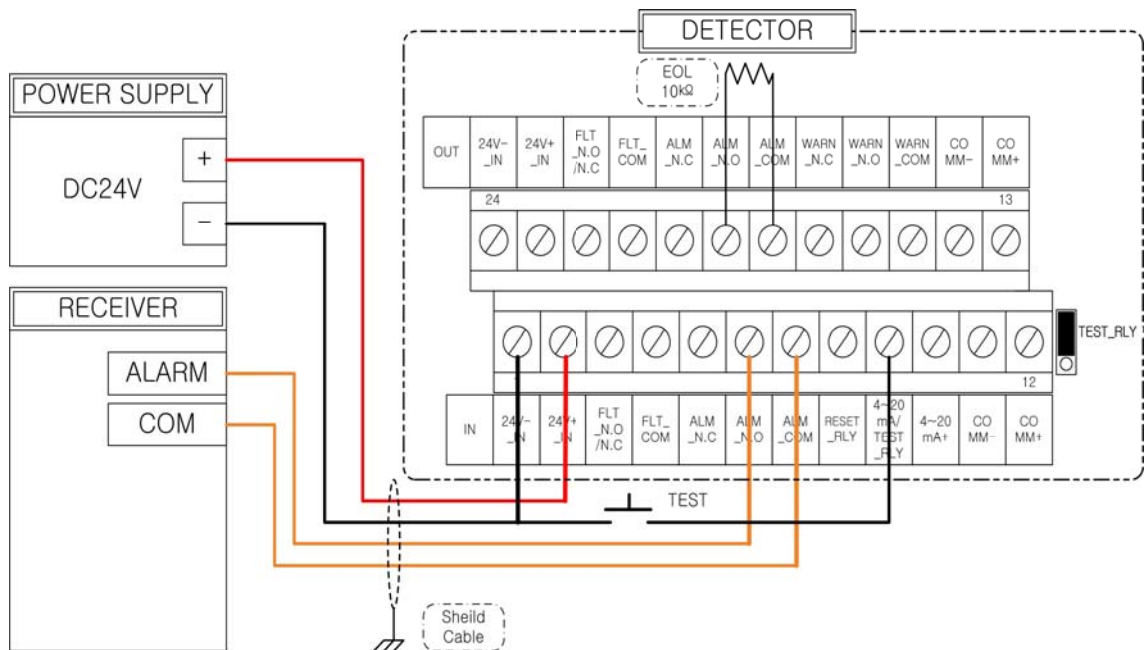 DETECTOR
EOL
10kΩ
POWER SUPPLY
DC24V
+
−
OUT
24V-
_IN
24V+
_IN
FLT
_N.O
/N.C
FLT_
COM
ALM
_N.C
ALM
_N.O
ALM
_COM
WARN
_N.C
WARN
_N.O
WARN
_COM
CO
MM-
CO
MM+
24
13
RECEIVER
ALARM
COM
TEST_RLY
12
IN
24V-
_IN
24V+
_IN
FLT
_N.O
/N.C
FLT_
COM
ALM
_N.C
ALM
_N.O
ALM
_COM
RESET
_RLY
4~20
mA/
TEST
_RLY
4~20
mA+
CO
MM-
CO
MM+
TEST
Sheild
Cable